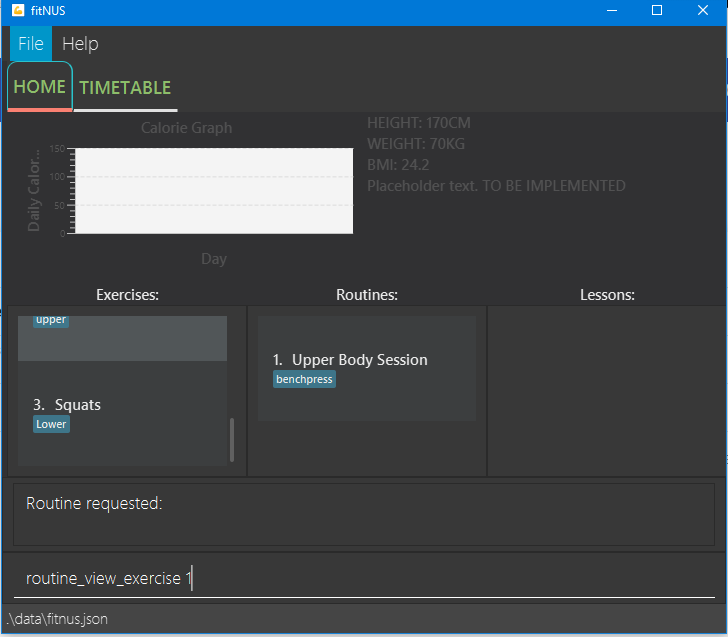 fitNUS
File Help
HOME TIMETABLE
Calorie Graph
Daily Calor...
150
100
50
0
Day
HEIGHT: 170CM
WEIGHT: 70KG
BMI: 24.2
Placeholder text. TO BE IMPLEMENTED
Exercises:
upper
3. Squats
Lower
Routines:
1. Upper Body Session
benchpress
Lessons:
Routine requested:
routine_view_exercise 1
.\data\fitnus.json